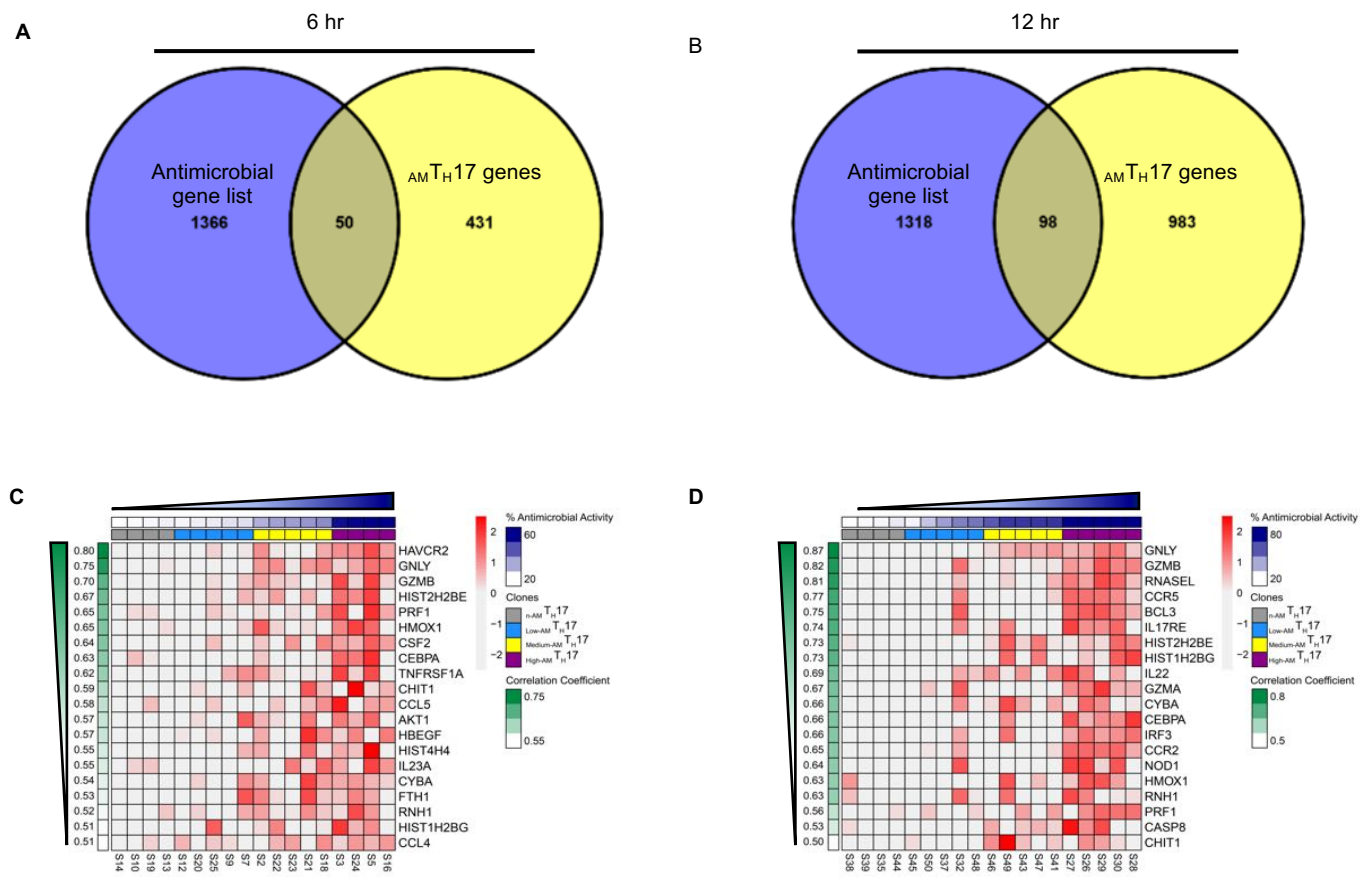 A
6 hr
Antimicrobial
gene list
AMTH17 genes
1366
50
431
B
12 hr
Antimicrobial
gene list
AMTH17 genes
1318
98
983
C
0.80 HAVCR2
0.75 GNLY
0.70 GZMB
0.67 HIST2H2BE
0.65 PRF1
0.65 HMOX1
0.64 CSF2
0.63 CEBPA
0.62 TNFRSF1A
0.59 CHIT1
0.58 CCL5
0.57 AKT1
0.57 HBEGF
0.55 HIST4H4
0.55 IL23A
0.54 CYBA
0.53 FTH1
0.52 RNH1
0.51 HIST1H2BG
0.51 CCL4
S14 S10 S19 S13 S12 S20 S25 S9 S7 S2 S22 S23 S21 S18 S3 S24 S5 S16
2
1
0
−1
−2
% Antimicrobial Activity
60
20
Clones
n-AM TH17
Low-AM TH17
Medium-AM TH17
High-AM TH17
Correlation Coefficient
0.75
0.55
D
0.87 GNLY
0.82 GZMB
0.81 RNASEL
0.77 CCR5
0.75 BCL3
0.74 IL17RE
0.73 HIST2H2BE
0.73 HIST1H2BG
0.69 IL22
0.67 GZMA
0.66 CYBA
0.66 CEBPA
0.66 IRF3
0.65 CCR2
0.64 NOD1
0.63 HMOX1
0.63 RNH1
0.56 PRF1
0.53 CASP8
0.50 CHIT1
S38 S39 S35 S44 S45 S50 S37 S32 S48 S46 S49 S43 S47 S41 S27 S26 S29 S30 S28
2
1
0
−1
−2
% Antimicrobial Activity
80
20
Clones
n-AM TH17
Low-AM TH17
Medium-AM TH17
High-AM TH17
Correlation Coefficient
0.8
0.5